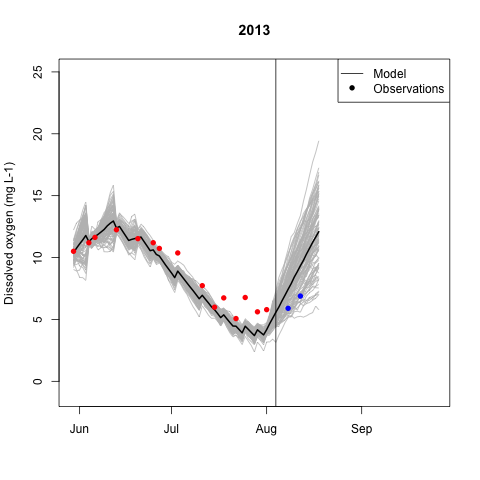 2013
Dissolved oxygen (mg L-1)
25
20
15
10
5
0
Model
Observations
Jun
Jul
Aug
Sep